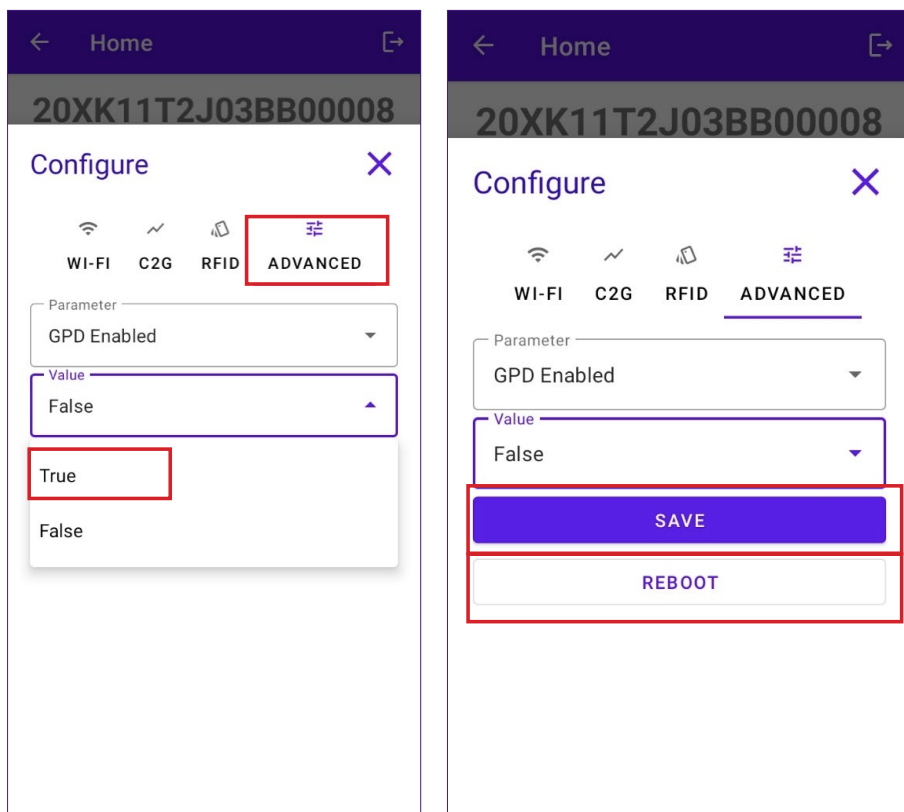 Home
20XK11T2J03BB00008
Configure
WI-FI C2G RFID ADVANCED
Parameter
GPD Enabled
Value
False
True
False
Home
20XK11T2J03BB00008
Configure
WI-FI C2G RFID ADVANCED
Parameter
GPD Enabled
Value
False
SAVE
REBOOT